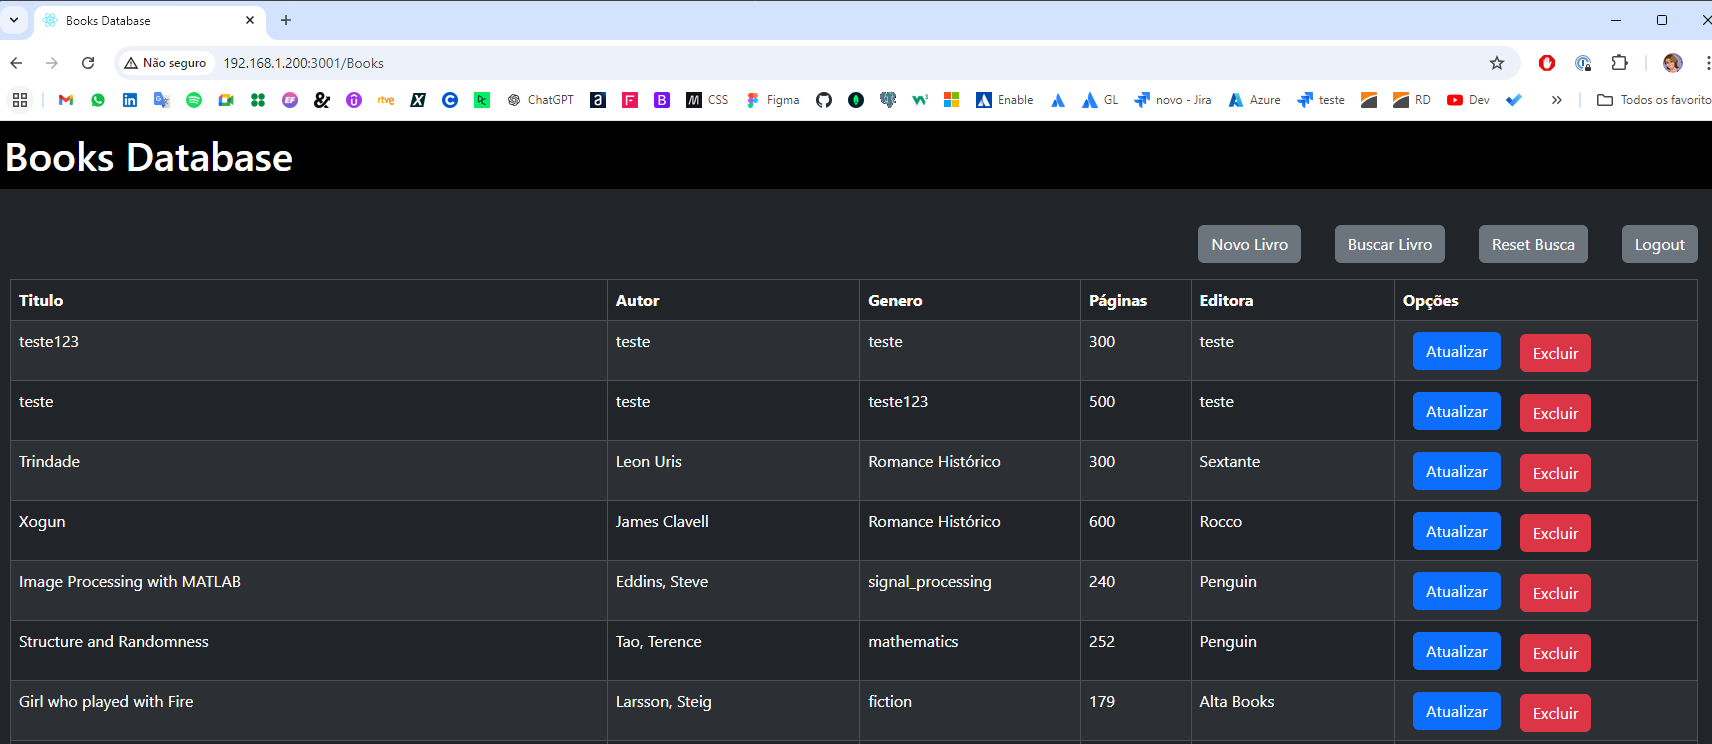 Books Database
Não seguro 192.168.1.200:3001/Books
ChatGPT CSS Figma Enable GL novo - Jira Azure teste RD Dev Todos os favorito
Books Database
Novo Livro Buscar Livro Reset Busca Logout
Titulo Autor Genero Páginas Editora Opções
teste123 teste teste 300 teste Atualizar Excluir
teste teste teste123 500 teste Atualizar Excluir
Trindade Leon Uris Romance Histórico 300 Sextante Atualizar Excluir
Xogun James Clavell Romance Histórico 600 Rocco Atualizar Excluir
Image Processing with MATLAB Eddins, Steve signal_processing 240 Penguin Atualizar Excluir
Structure and Randomness Tao, Terence mathematics 252 Penguin Atualizar Excluir
Girl who played with Fire Larsson, Steig fiction 179 Alta Books Atualizar Excluir